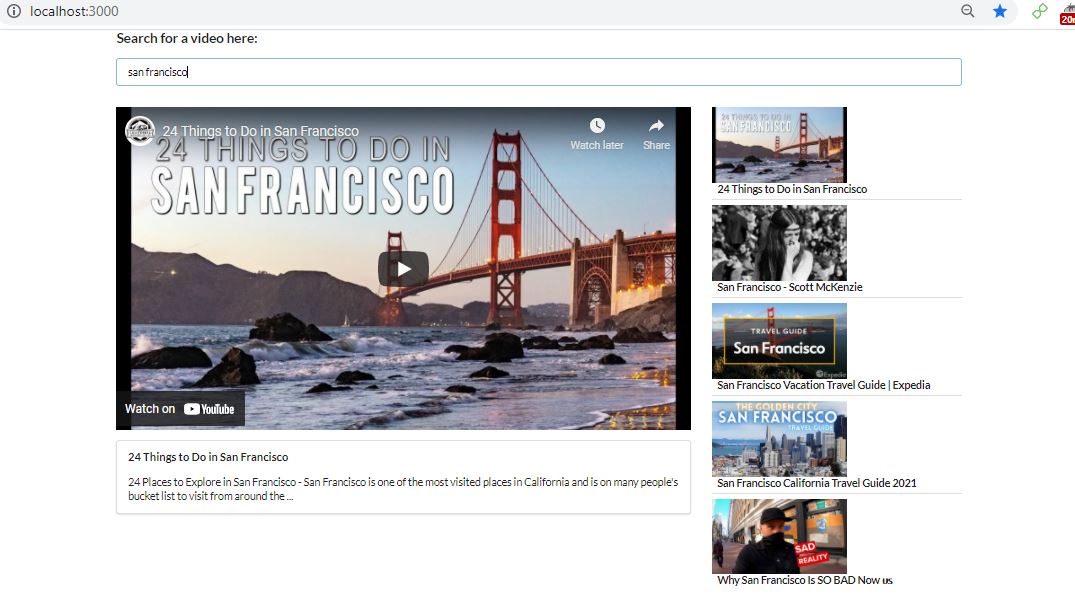 localhost:3000
20
Search for a video here:
san francisco
24 Things to Do in San Francisco
Watch later
Share
24 THINGS TO DO IN
SAN FRANCISCO
Watch on YouTube
24 Things to Do in San Francisco
24 Places to Explore in San Francisco - San Francisco is one of the most visited places in California and is on many people's
bucket list to visit from around the ...
24 THINGS TO DO IN
SAN FRANCISCO
24 Things to Do in San Francisco
San Francisco - Scott McKenzie
TRAVEL GUIDE
San Francisco
Expedia
San Francisco Vacation Travel Guide | Expedia
THE GOLDEN CITY
SAN FRANCISCO
TRAVEL GUIDE
San Francisco California Travel Guide 2021
SAD
REALITY
Why San Francisco Is SO BAD Now us